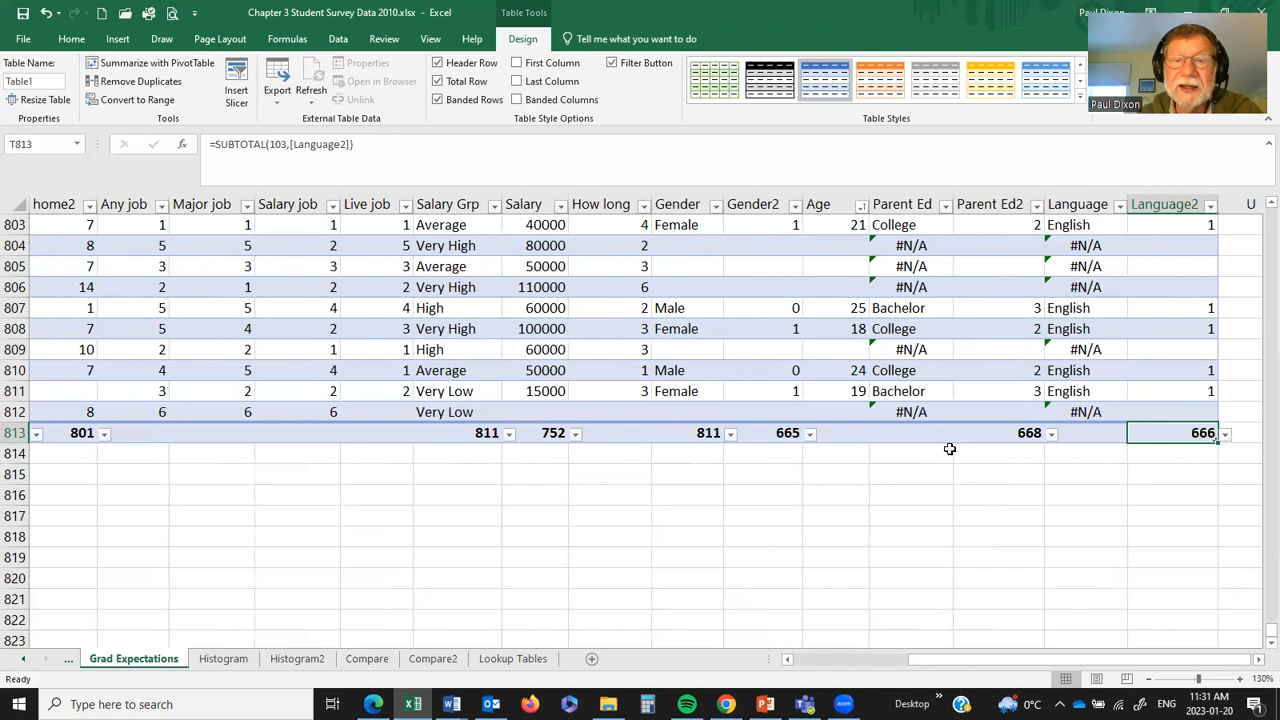 Chapter 3 Student Survey Data 2010.xlsx - Excel
Table Tools
Paul Dixon
File Home Insert Draw Page Layout Formulas Data Review View Help Design Tell me what you want to do
Table Name:
Table1
Resize Table
Properties
Summarize with PivotTable
Remove Duplicates
Convert to Range
Tools
Insert
Slicer
Export
Refresh
Properties
Open in Browser
Unlink
External Table Data
Header Row
Total Row
Banded Rows
First Column
Last Column
Banded Columns
Filter Button
Table Style Options
Table Styles
Paul Dixon
T813
=SUBTOTAL(103,[Language2])
home2 Any job Major job Salary job Live job Salary Grp Salary How long Gender Gender2 Age Parent Ed Parent Ed2 Language Language2 U
803 7 1 1 1 1 Average 40000 4 Female 1 21 College 2 English 1
804 8 5 5 2 5 Very High 80000 2 #N/A #N/A
805 7 3 3 3 3 Average 50000 3 #N/A #N/A
806 14 2 1 2 2 Very High 110000 6 #N/A #N/A
807 1 5 5 4 4 High 60000 2 Male 0 25 Bachelor 3 English 1
808 7 5 4 2 3 Very High 100000 3 Female 1 18 College 2 English 1
809 10 2 2 1 1 High 60000 3 #N/A #N/A
810 7 4 5 4 1 Average 50000 1 Male 0 24 College 2 English 1
811 3 2 2 2 Very Low 15000 3 Female 1 19 Bachelor 3 English 1
812 8 6 6 6 Very Low #N/A #N/A
813 801 811 752 811 665 668 666
814
815
816
817
818
819
820
821
822
823
... Grad Expectations Histogram Histogram2 Compare Compare2 Lookup Tables
Ready
130%
Type here to search
Desktop
0°C
ENG
11:31 AM
2023-01-20